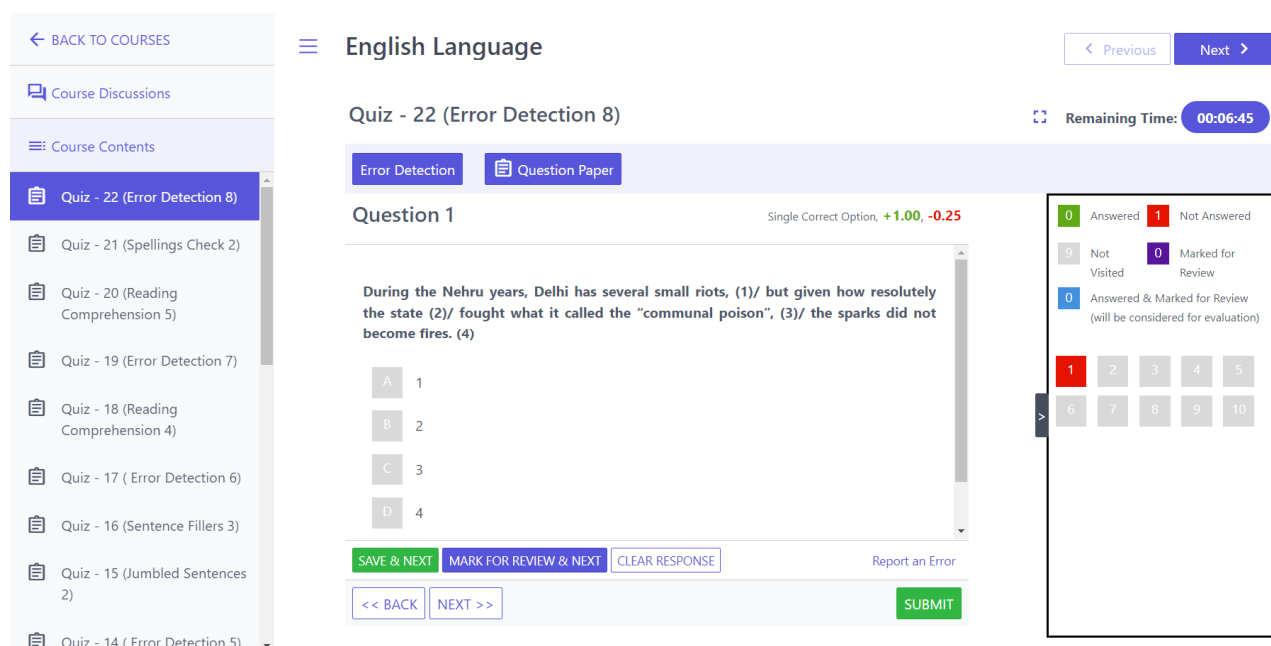 BACK TO COURSES
Course Discussions
Course Contents
Quiz - 22 (Error Detection 8)
Quiz - 21 (Spellings Check 2)
Quiz - 20 (Reading
Comprehension 5)
Quiz - 19 (Error Detection 7)
Quiz - 18 (Reading
Comprehension 4)
Quiz - 17 ( Error Detection 6)
Quiz - 16 (Sentence Fillers 3)
Quiz - 15 (Jumbled Sentences
2)
Quiz - 14 ( Error Detection 5)
English Language
Previous
Next
Quiz - 22 (Error Detection 8)
Remaining Time: 00:06:45
Error Detection
Question Paper
Question 1
Single Correct Option, +1.00, -0.25
During the Nehru years, Delhi has several small riots, (1)/ but given how resolutely
the state (2)/ fought what it called the “communal poison”, (3)/ the sparks did not
become fires. (4)
A 1
B 2
C 3
D 4
SAVE & NEXT
MARK FOR REVIEW & NEXT
CLEAR RESPONSE
Report an Error
<< BACK
NEXT >>
SUBMIT
0 Answered 1 Not Answered
9 Not
Visited
0 Marked for
Review
0 Answered & Marked for Review
(will be considered for evaluation)
>
1 2 3 4 5
6 7 8 9 10